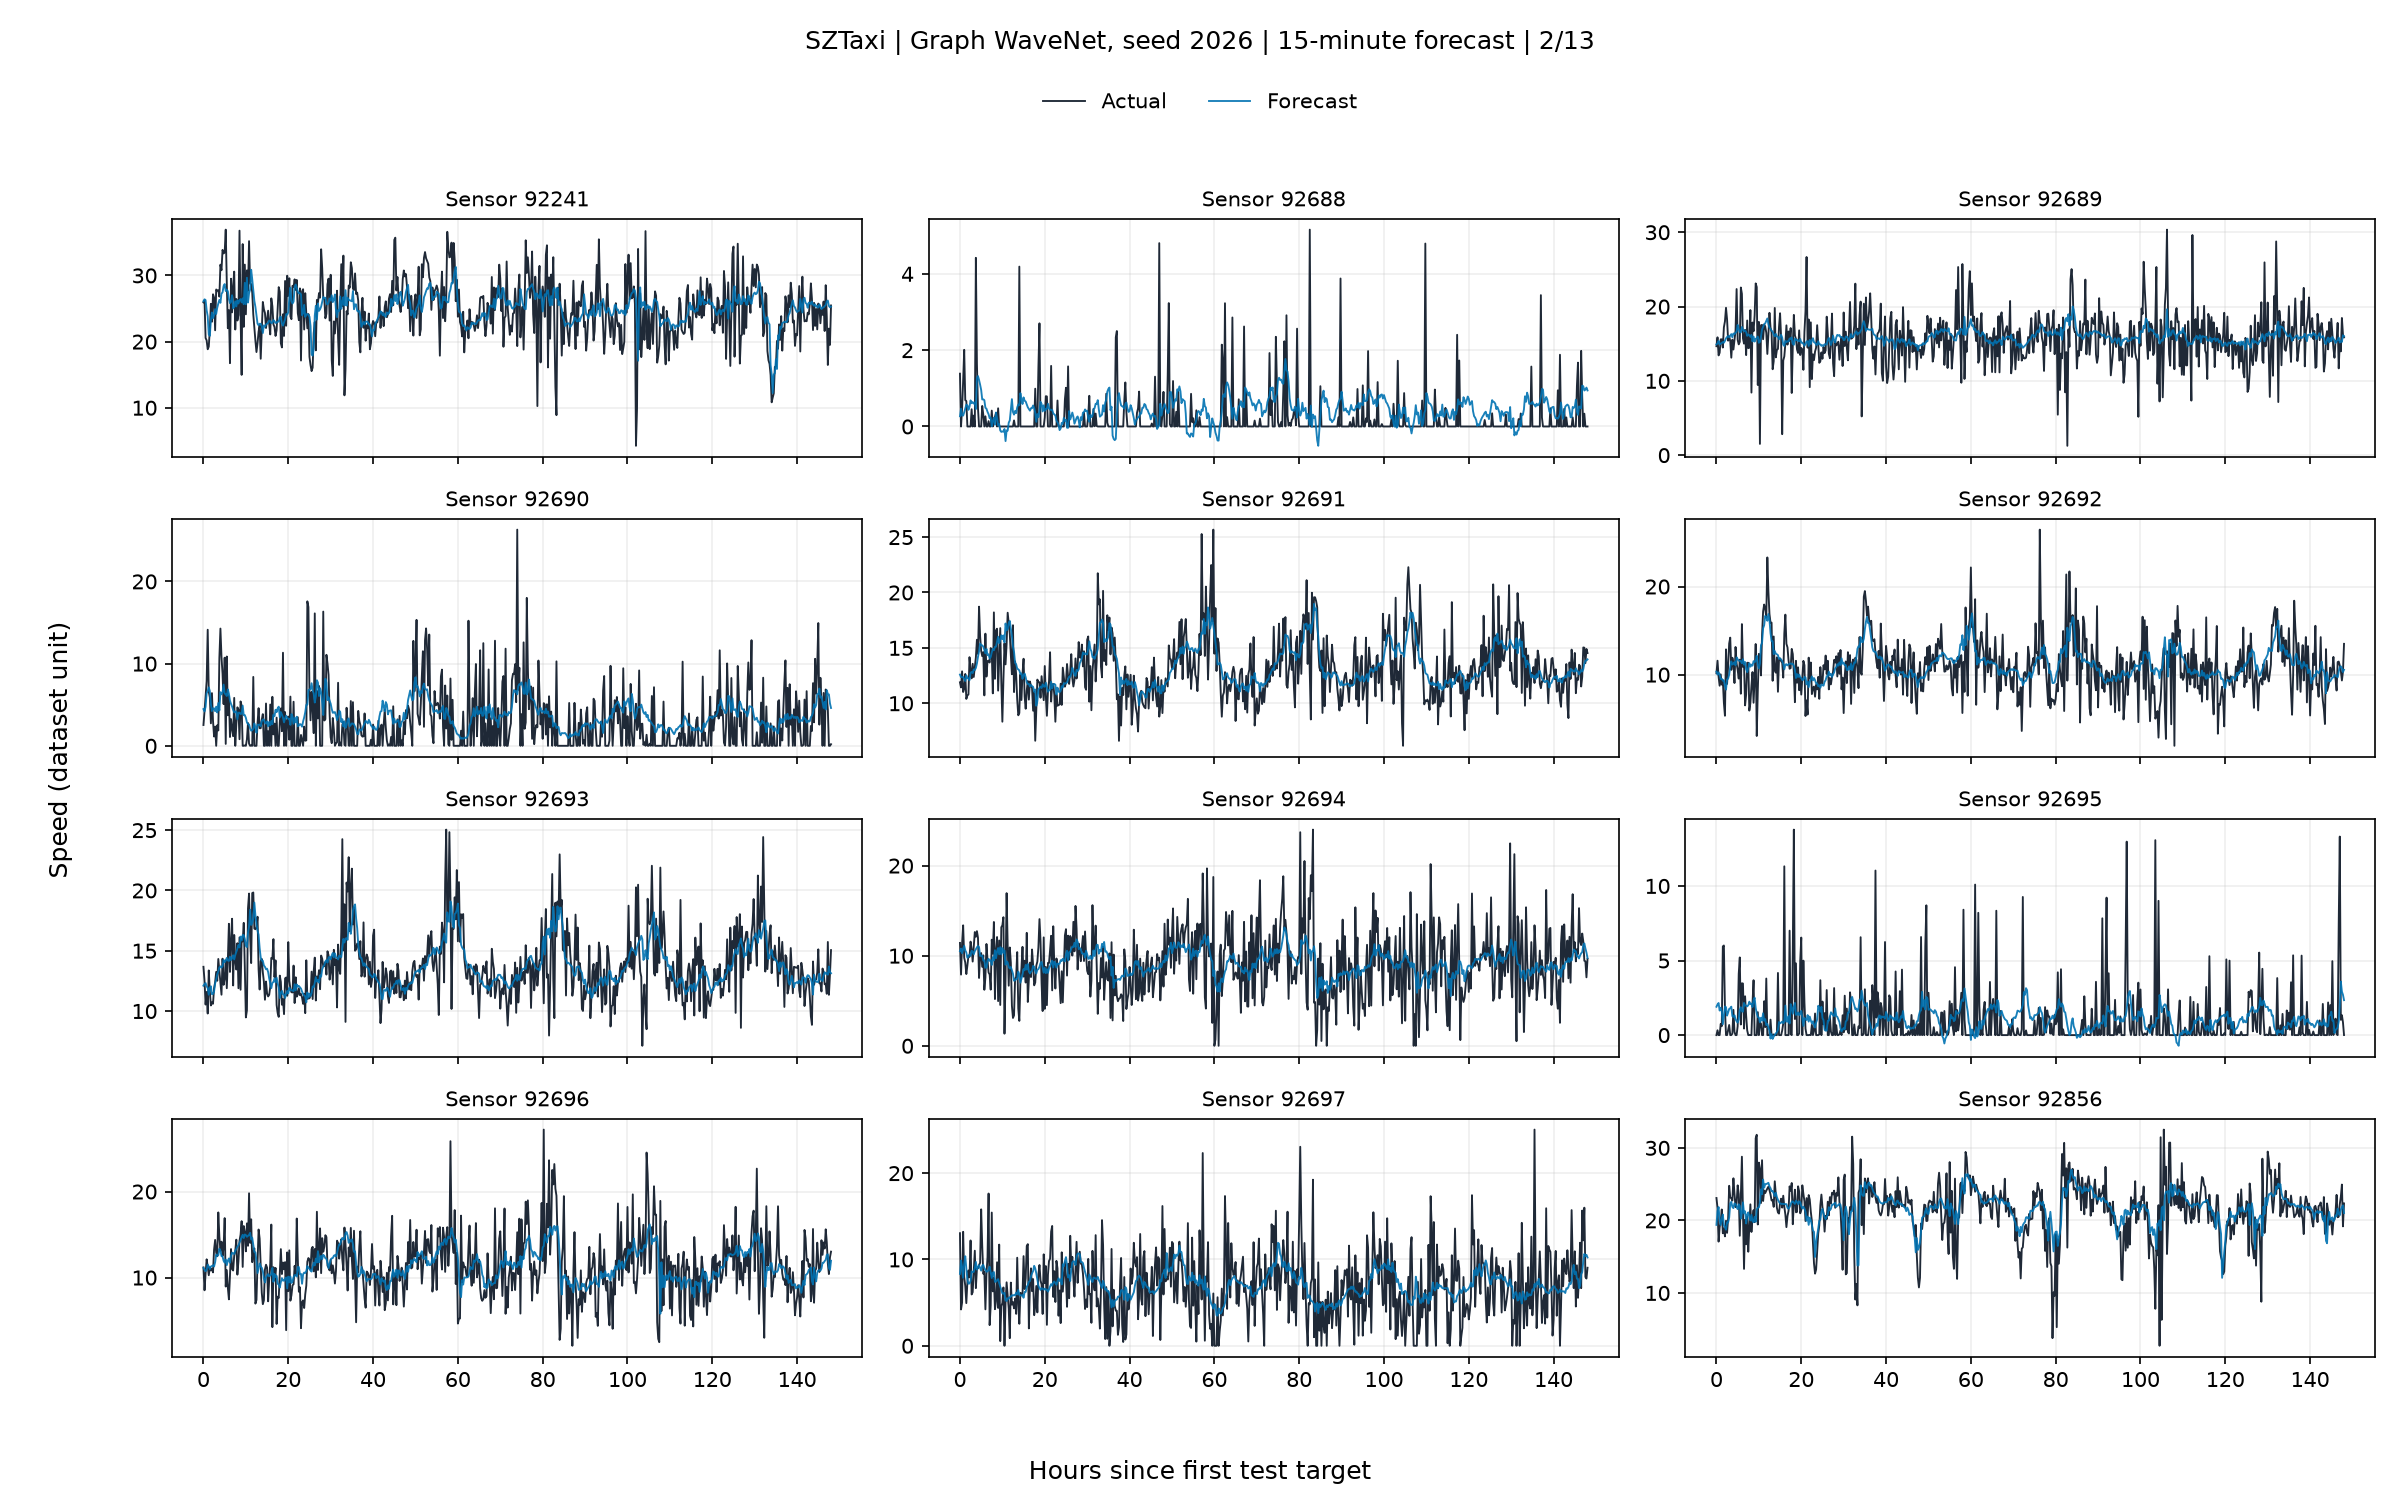 SZTaxi | Graph WaveNet, seed 2026 | 15-minute forecast | 2/13
Actual
Forecast
Sensor 92241
Sensor 92688
Sensor 92689
30
20
10
4
2
0
30
20
10
0
Sensor 92690
Sensor 92691
Sensor 92692
20
10
0
25
20
15
10
20
10
Speed (dataset unit)
Sensor 92693
Sensor 92694
Sensor 92695
25
20
15
10
20
10
0
10
5
0
Sensor 92696
Sensor 92697
Sensor 92856
20
10
20
10
0
30
20
10
0 20 40 60 80 100 120 140
0 20 40 60 80 100 120 140
0 20 40 60 80 100 120 140
Hours since first test target